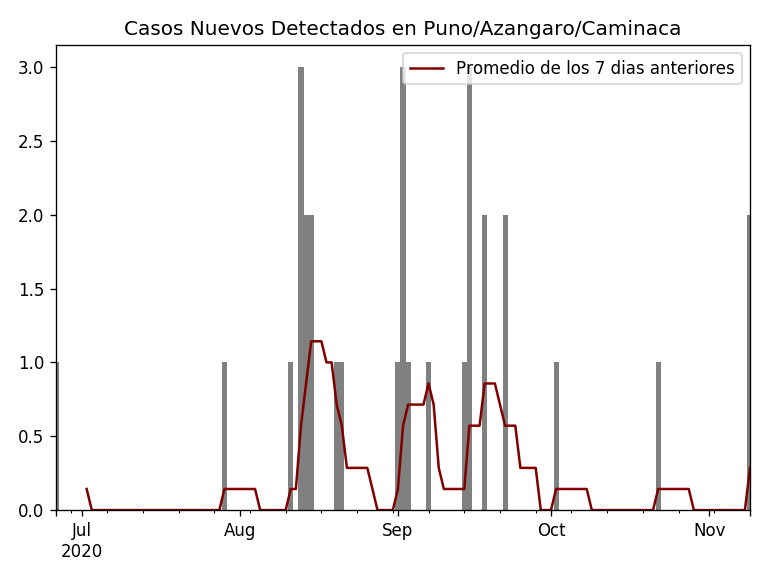 Casos Nuevos Detectados en Puno/Azangaro/Caminaca
Promedio de los 7 dias anteriores
3.0
2.5
2.0
1.5
1.0
0.5
0.0
Jul Aug Sep Oct Nov
2020